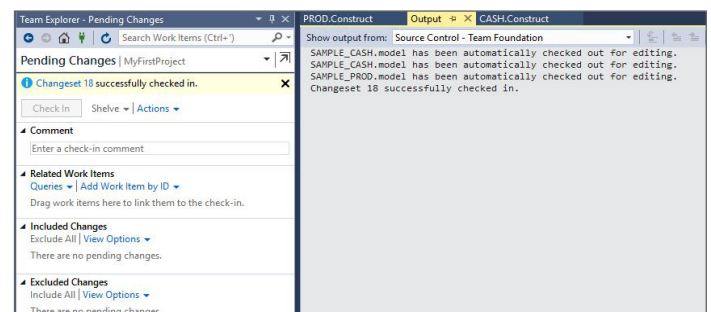 Team Explorer - Pending Changes
Search Work Items (Ctrl+')
Pending Changes | MyFirstProject
Changeset 18 successfully checked in.
Check In Shelve Actions
Comment
Enter a check-in comment
Related Work Items
Queries Add Work Item by ID
Drag work items here to link them to the check-in.
Included Changes
Exclude All | View Options
There are no pending changes.
Excluded Changes
Include All | View Options
There are no pending changes.
PROD.Construct Output CASH.Construct
Show output from: Source Control - Team Foundation
SAMPLE_CASH.model has been automatically checked out for editing.
SAMPLE_CASH.model has been automatically checked out for editing.
SAMPLE_PROD.model has been automatically checked out for editing.
Changeset 18 successfully checked in.